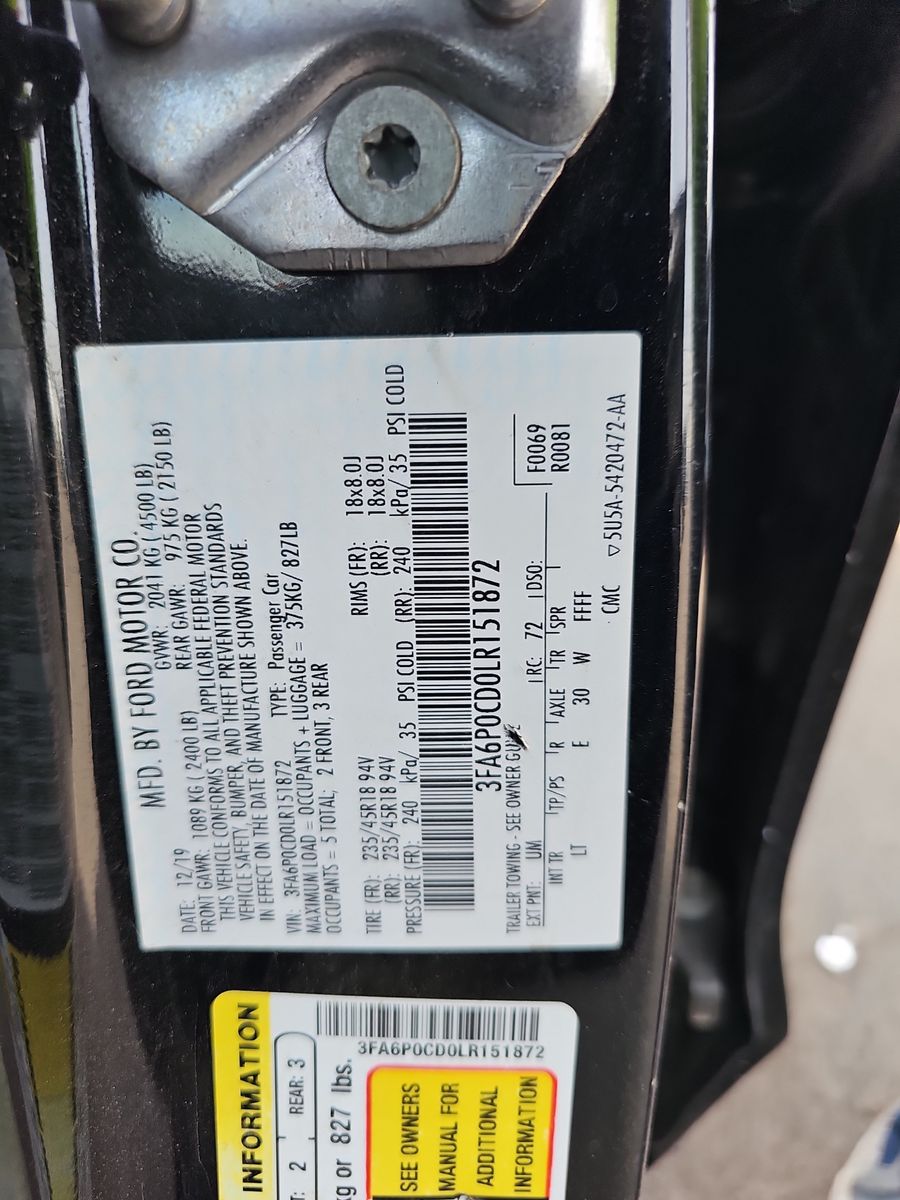 MFD. BY FORD MOTOR CO.
DATE: 12/19 GVWR: 2041 KG ( 4500 LB)
FRONT GAWR: 1089 KG ( 2400 LB) REAR GAWR: 975 KG ( 2150 LB)
THIS VEHICLE CONFORMS TO ALL APPLICABLE FEDERAL MOTOR
VEHICLE SAFETY, BUMPER, AND THEFT PREVENTION STANDARDS
IN EFFECT ON THE DATE OF MANUFACTURE SHOWN ABOVE.
VIN: 3FA6P0CD0LR151872 TYPE: Passenger Car
MAXIMUM LOAD = OCCUPANTS + LUGGAGE = 375KG/ 827LB
OCCUPANTS = 5 TOTAL; 2 FRONT, 3 REAR
TIRE (FR): 235/45R18 94V RIMS (FR): 18x8.0J
(RR): 235/45R18 94V (RR): 18x8.0J
PRESSURE (FR): 240 kPa/ 35 PSI COLD (RR): 240 kPa/ 35 PSI COLD
3FA6P0CD0LR151872
TRAILER TOWING - SEE OWNER GUIDE
F0069
R0081
EXT PNT: UM RC: 72 DSO:
INT TR TP/PS R AXLE TR SPR
LT E 30 W FFFF
CMC ▽5U5A-5420472-AA
INFORMATION
T: 2 REAR: 3
kg or 827 lbs.
3FA6P0CD0LR151872
SEE OWNERS
MANUAL FOR
ADDITIONAL
INFORMATION